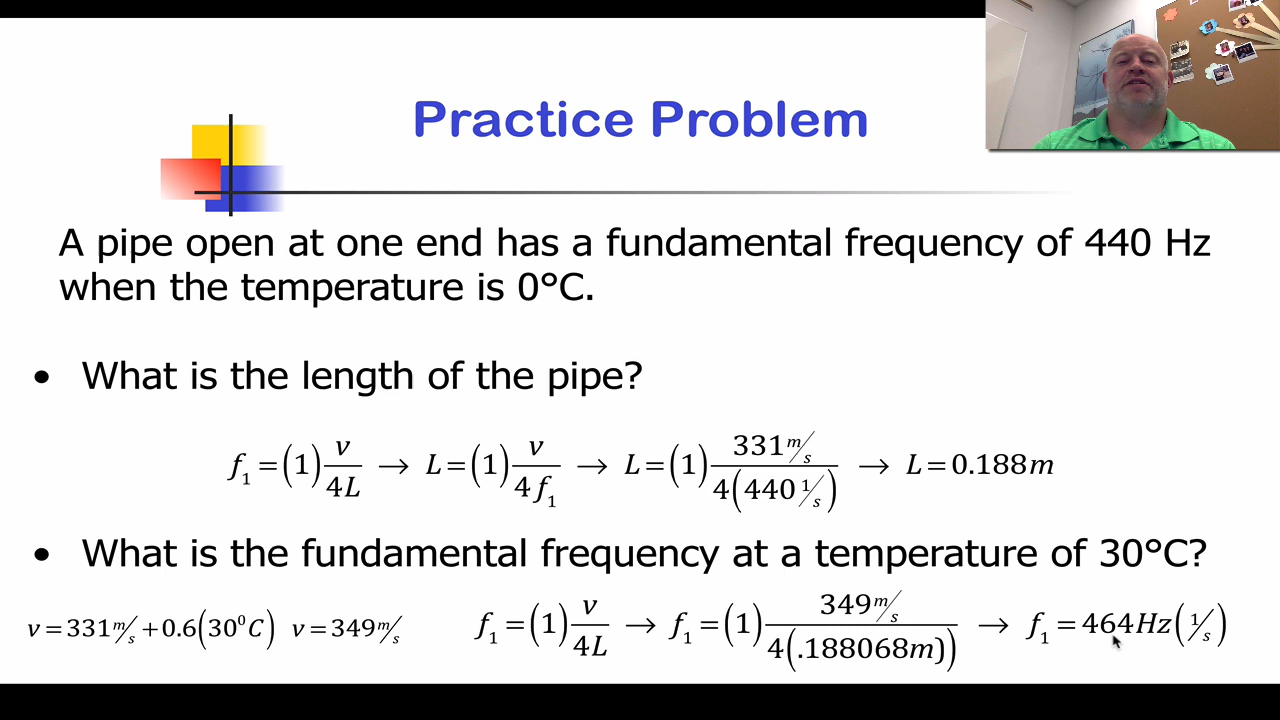 Practice Problem
A pipe open at one end has a fundamental frequency of 440 Hz
when the temperature is 0°C.
• What is the length of the pipe?
f₁ = (1) v/4L → L = (1) v/4f₁ → L = (1) 331 m/s / 4(440 1/s) → L = 0.188m
• What is the fundamental frequency at a temperature of 30°C?
v = 331 m/s + 0.6(30⁰C) v = 349 m/s f₁ = (1) v/4L → f₁ = (1) 349 m/s / 4(.188068m)) → f₁ = 464Hz(1/s)